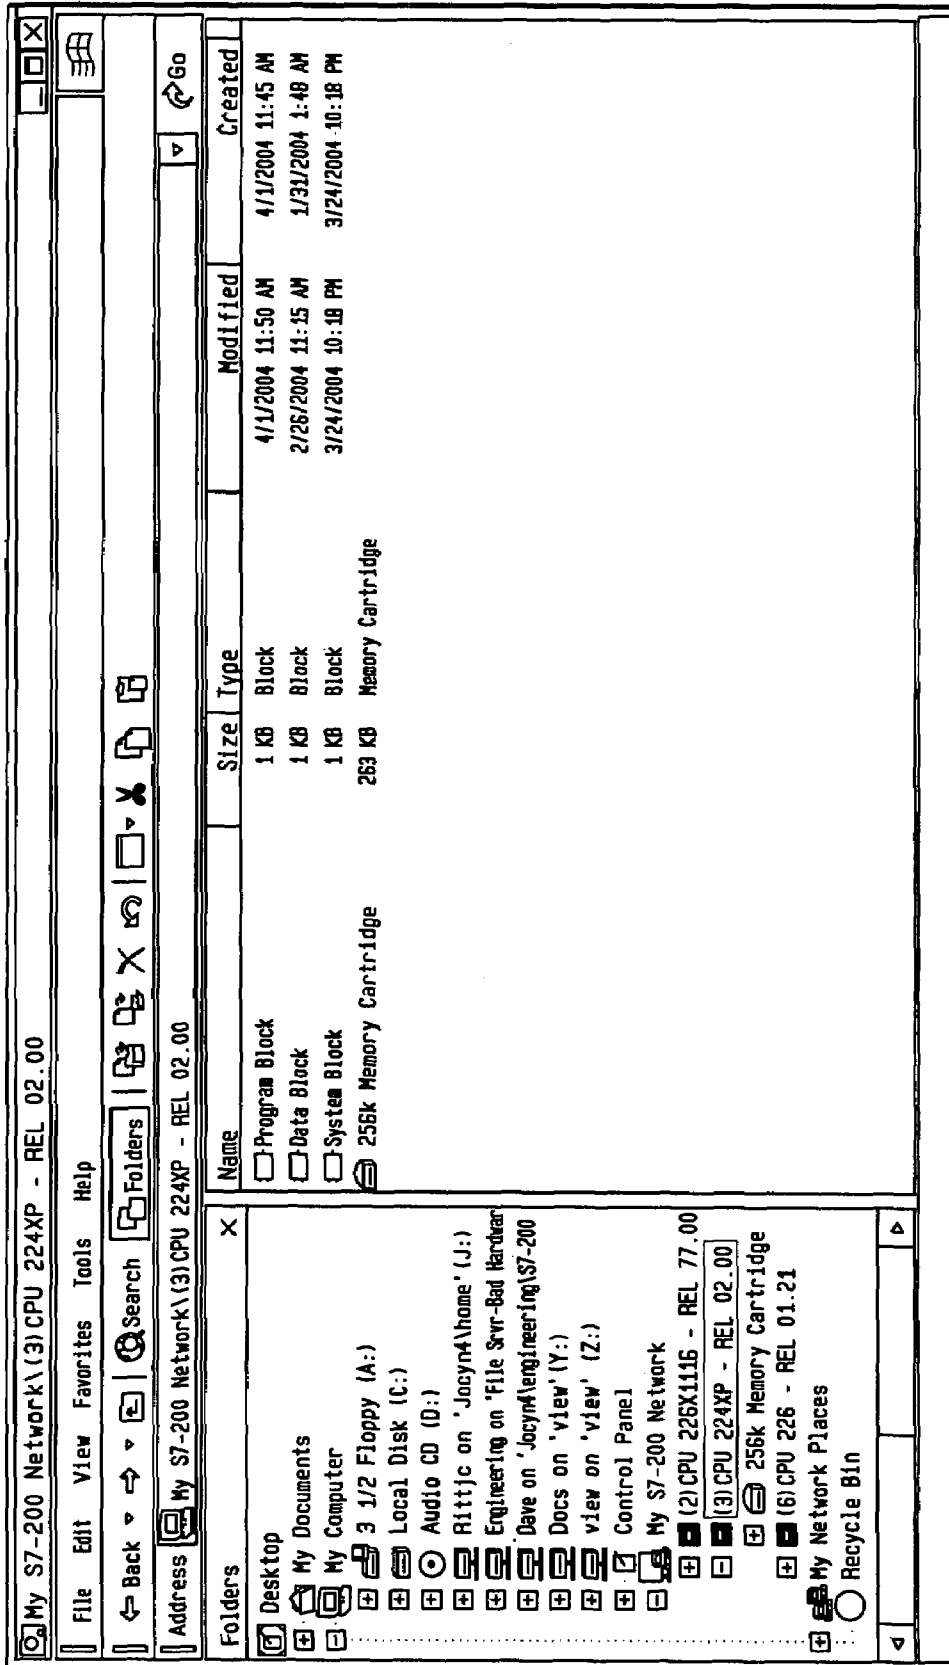 My S7-200 Network\(3)CPU 224XP - REL 02.00
File Edit View Favorites Tools Help
Back Search Folders
Address My S7-200 Network\(3)CPU 224XP - REL 02.00 Go
Folders X
Desktop
My Documents
My Computer
3 1/2 Floppy (A:)
Local Disk (C:)
Audio CD (D:)
Rittjc on 'Jocyn4\home' (J:)
Engineering on 'File Srvr-Bad Hardwar
Dave on 'Jocyn4\engineering\S7-200
Docs on 'view' (Y:)
view on 'view' (Z:)
Control Panel
My S7-200 Network
(2)CPU 226X1116 - REL 77.00
(3)CPU 224XP - REL 02.00
256k Memory Cartridge
(6)CPU 226 - REL 01.21
My Network Places
Recycle Bin
Name Size Type Modified Created
Program Block 1 KB Block 4/1/2004 11:50 AM 4/1/2004 11:45 AM
Data Block 1 KB Block 2/26/2004 11:15 AM 1/31/2004 1:48 AM
System Block 1 KB Block 3/24/2004 10:18 PM 3/24/2004 10:18 PM
256k Memory Cartridge 263 KB Memory Cartridge